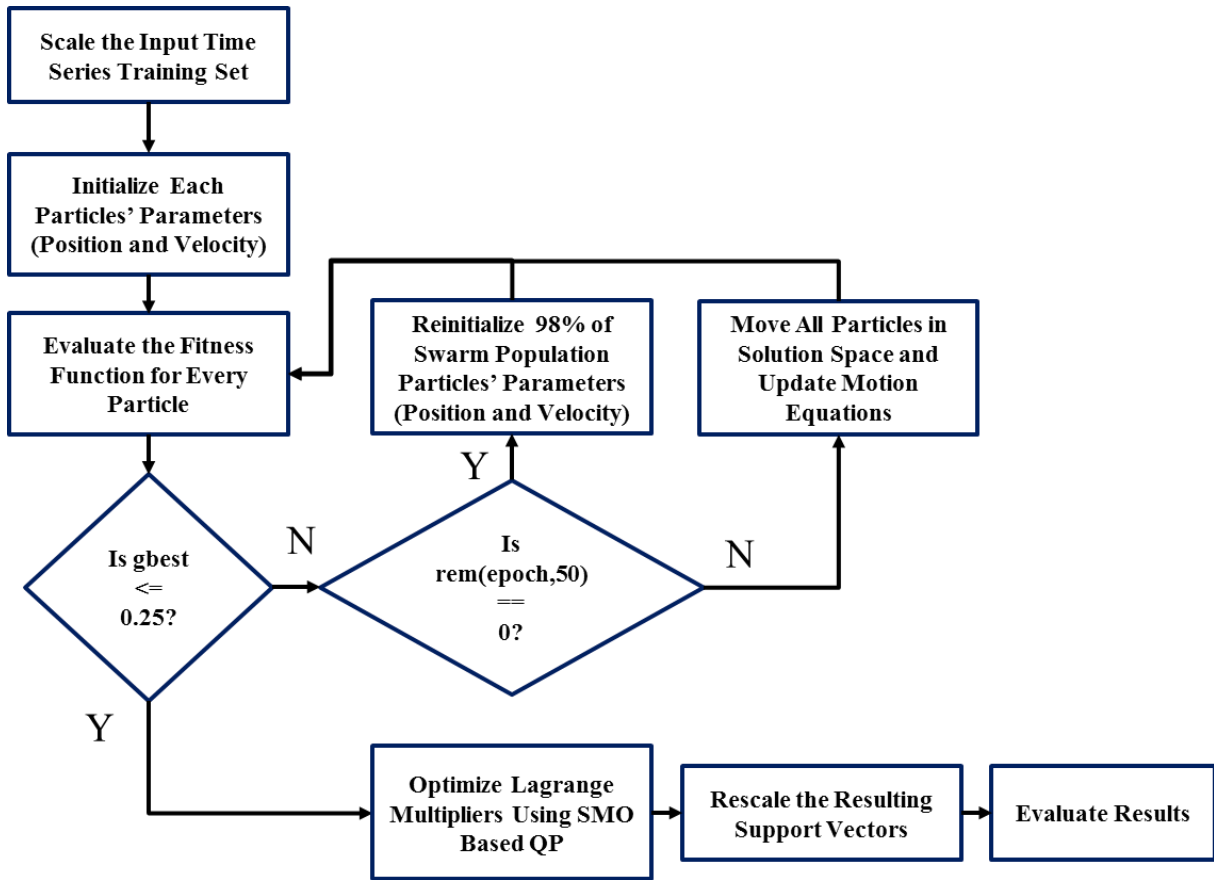 Scale the Input Time
Series Training Set
Initialize Each
Particles’ Parameters
(Position and Velocity)
Evaluate the Fitness
Function for Every
Particle
Reinitialize 98% of
Swarm Population
Particles’ Parameters
(Position and Velocity)
Move All Particles in
Solution Space and
Update Motion
Equations
Y
Is gbest
<=
0.25?
N
Is
rem(epoch,50)
==
0?
N
Y
Optimize Lagrange
Multipliers Using SMO
Based QP
Rescale the Resulting
Support Vectors
Evaluate Results